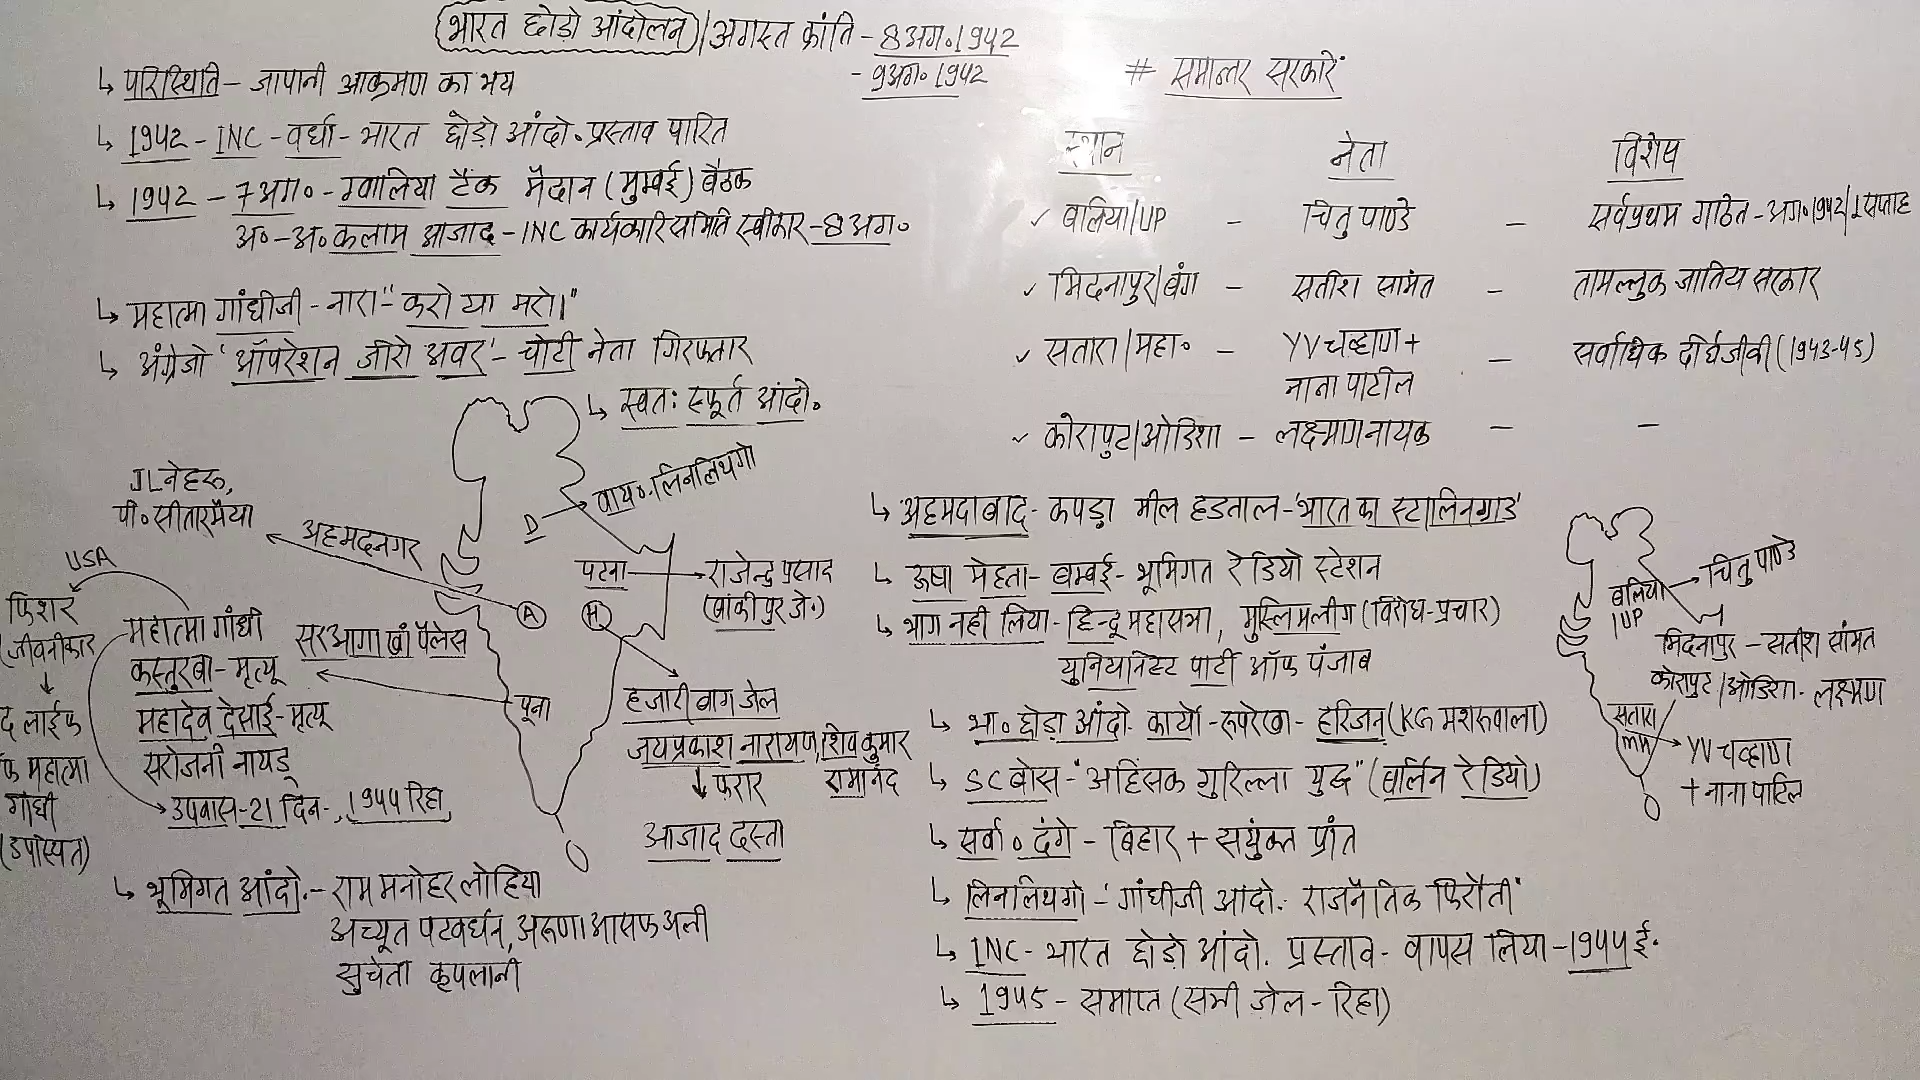 भारत छोड़ो आंदोलन/अगस्त क्रांति - 8 अग॰ 1942
- 9 अग॰ 1942
↳ परिस्थिति - जापानी आक्रमण का भय
↳ 1942 - INC - वर्धा - भारत छोड़ो आंदो॰ प्रस्ताव पारित
↳ 1942 - 7 अग॰ - ग्वालिया टैंक मैदान (मुम्बई) बैठक
अ॰ - अ॰ कलाम आजाद - INC कार्यकारि समिति स्वीकार - 8 अग॰
↳ महात्मा गांधीजी - नारा - "करो या मरो।"
↳ अंग्रेजो 'ऑपरेशन जीरो अवर' - चोटी नेता गिरफ्तार
↳ स्वतः स्फूर्त आंदो॰
D → वाय॰ लिनलिथगो
JL नेहरू,
पी॰ सीतारमैया
अहमदनगर
A
पटना → राजेन्द्र प्रसाद
(बांकीपुर जे॰)
H
हजारीबाग जेल
जयप्रकाश नारायण, शिव कुमार
रामानंद
↓ फरार
आजाद दस्ता
USA
फिशर
(जीवनीकार
↓
द लाईफ
महात्मा
गांधी
(उपस्थित)
महात्मा गांधी
कस्तूरबा - मृत्यू
महादेव देसाई - मृत्यू
सरोजनी नायडू
उपवास - 21 दिन - , 1944 रिहा
सर आगा खां पैलेस
पूना
↳ भूमिगत आंदो. - राम मनोहर लोहिया
अच्यूत पटवर्धन, अरूणा आसफ अली
सुचेता कृपलानी
# समान्तर सरकारें
स्थान नेता विशेष
✓ बलिया/UP - चितु पाण्डे - सर्वप्रथम गठित - अग॰ 1942/1 सप्ताह
✓ मिदनापुर/बंग - सतीश सामंत - तामल्लुक जातिय सरकार
✓ सतारा/महा॰ - YV चव्हाण + - सर्वाधिक दीर्घजीवी (1943-45)
नाना पाटील
✓ कोरापुट/ओडिशा - लक्ष्मण नायक - -
↳ अहमदाबाद - कपड़ा मील हडताल - 'भारत का स्टालिनग्राड'
↳ ऊषा मेहता - बम्बई - भूमिगत रेडियो स्टेशन
↳ भाग नही लिया - हिन्दू महासभा, मुस्लिम लीग (विरोध - प्रचार)
युनियानिस्ट पार्टी ऑफ पंजाब
↳ भा॰ छोड़ो आंदो. कार्यो - रूपरेखा - हरिजन (KG मशरूवाला)
↳ SC बोस - "अहिंसक गुरिल्ला युद्ध" (बर्लिन रेडियो)
↳ सर्वा॰ दंगे - बिहार + सयुंक्त प्रांत
↳ लिनलिथगो - 'गांधीजी आंदो. राजनैतिक फिरौती'
↳ INC - भारत छोड़ो आंदो. प्रस्ताव - वापस लिया - 1944 ई.
↳ 1945 - समाप्त (सभी जेल - रिहा)
बलिया → चितु पाण्डे
/UP
मिदनापुर - सतीश सांमत
कोरापुट/ओडिशा - लक्ष्मण
सतारा
MH → YV चव्हाण
+ नाना पाटिल